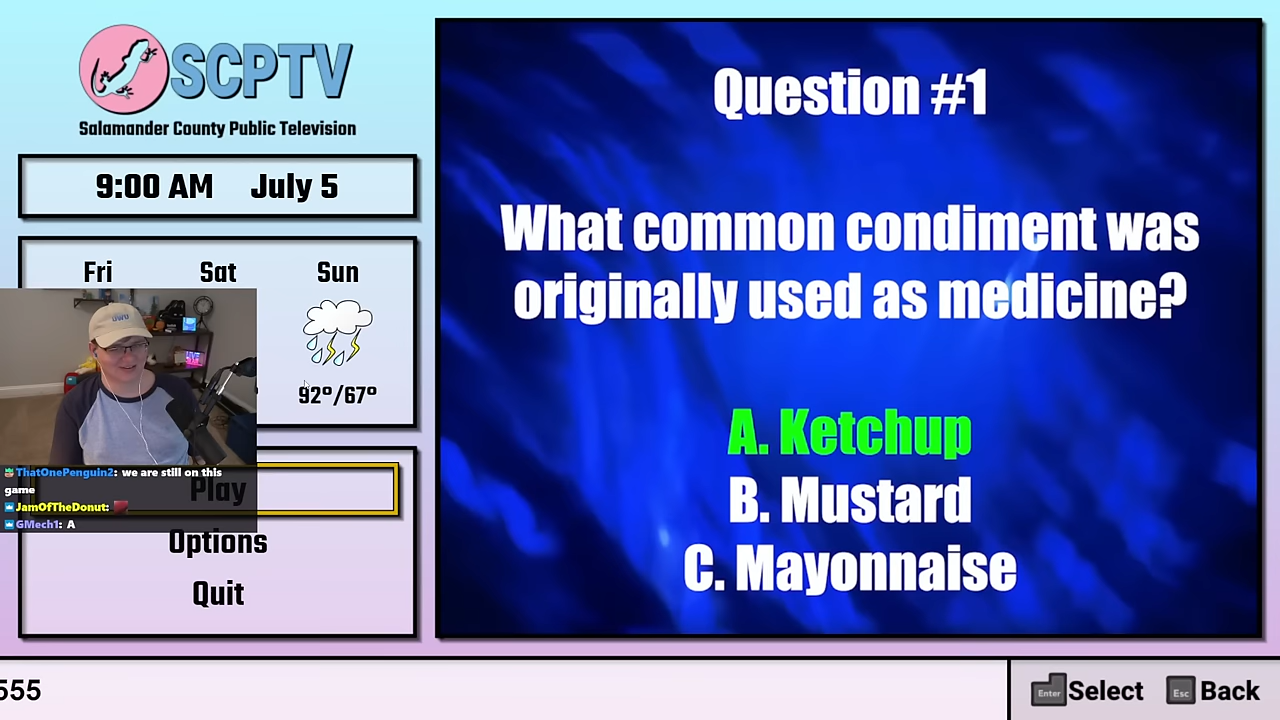 SCPTV
Salamander County Public Television
9:00 AM July 5
Fri Sat Sun
92°/67°
ThatOnePenguin2: we are still on this
game
JamOfTheDonut:
GMech1: A
Play
Options
Quit
Question #1
What common condiment was
originally used as medicine?
A. Ketchup
B. Mustard
C. Mayonnaise
555
Enter Select Esc Back